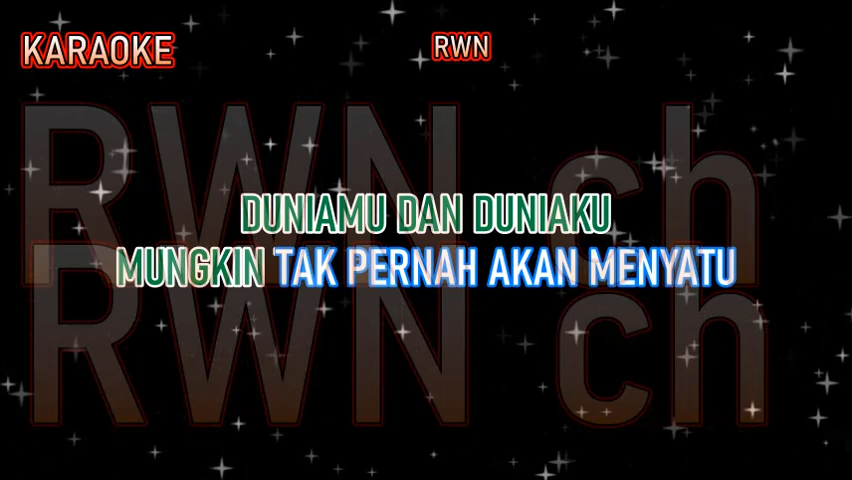 KARAOKE
RWN
RWN ch
DUNIAMU DAN DUNIAKU
MUNGKIN TAK PERNAH AKAN MENYATU
RWN ch